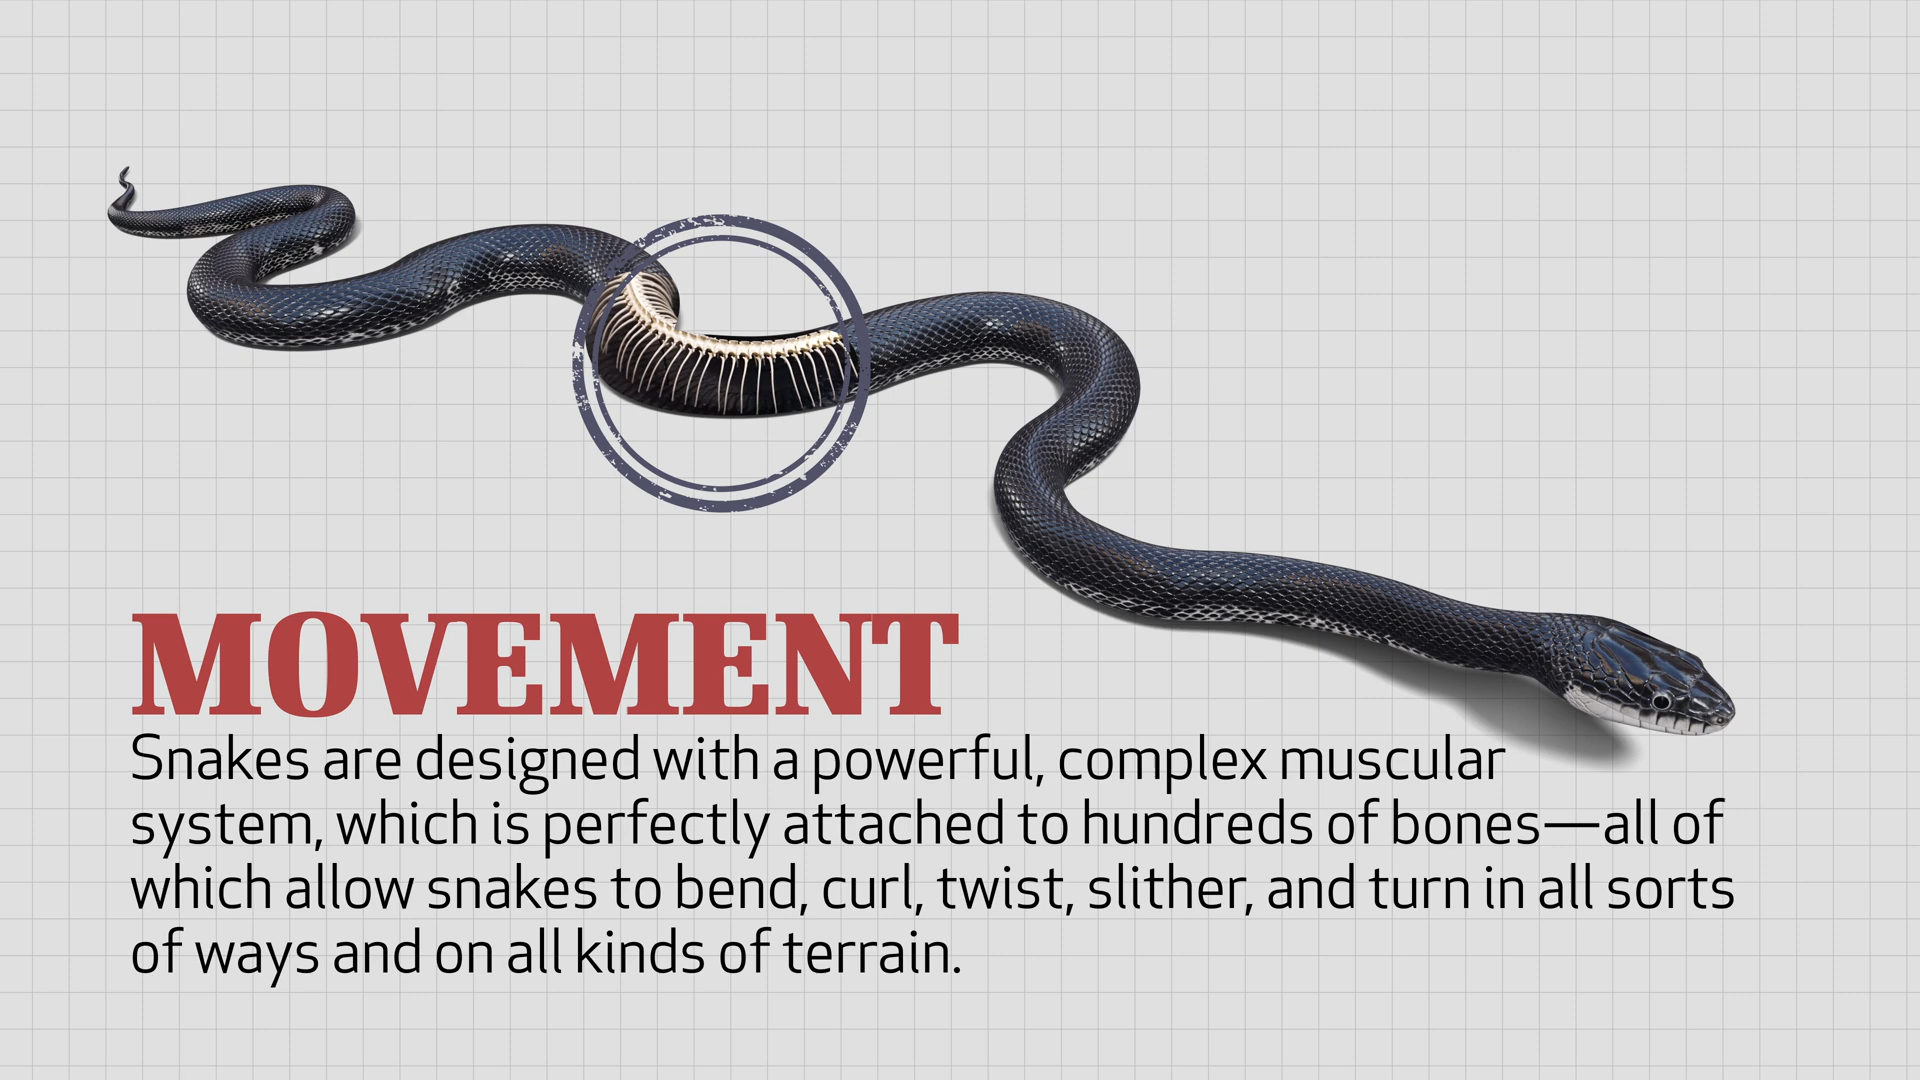 MOVEMENT
Snakes are designed with a powerful, complex muscular
system, which is perfectly attached to hundreds of bones—all of
which allow snakes to bend, curl, twist, slither, and turn in all sorts
of ways and on all kinds of terrain.